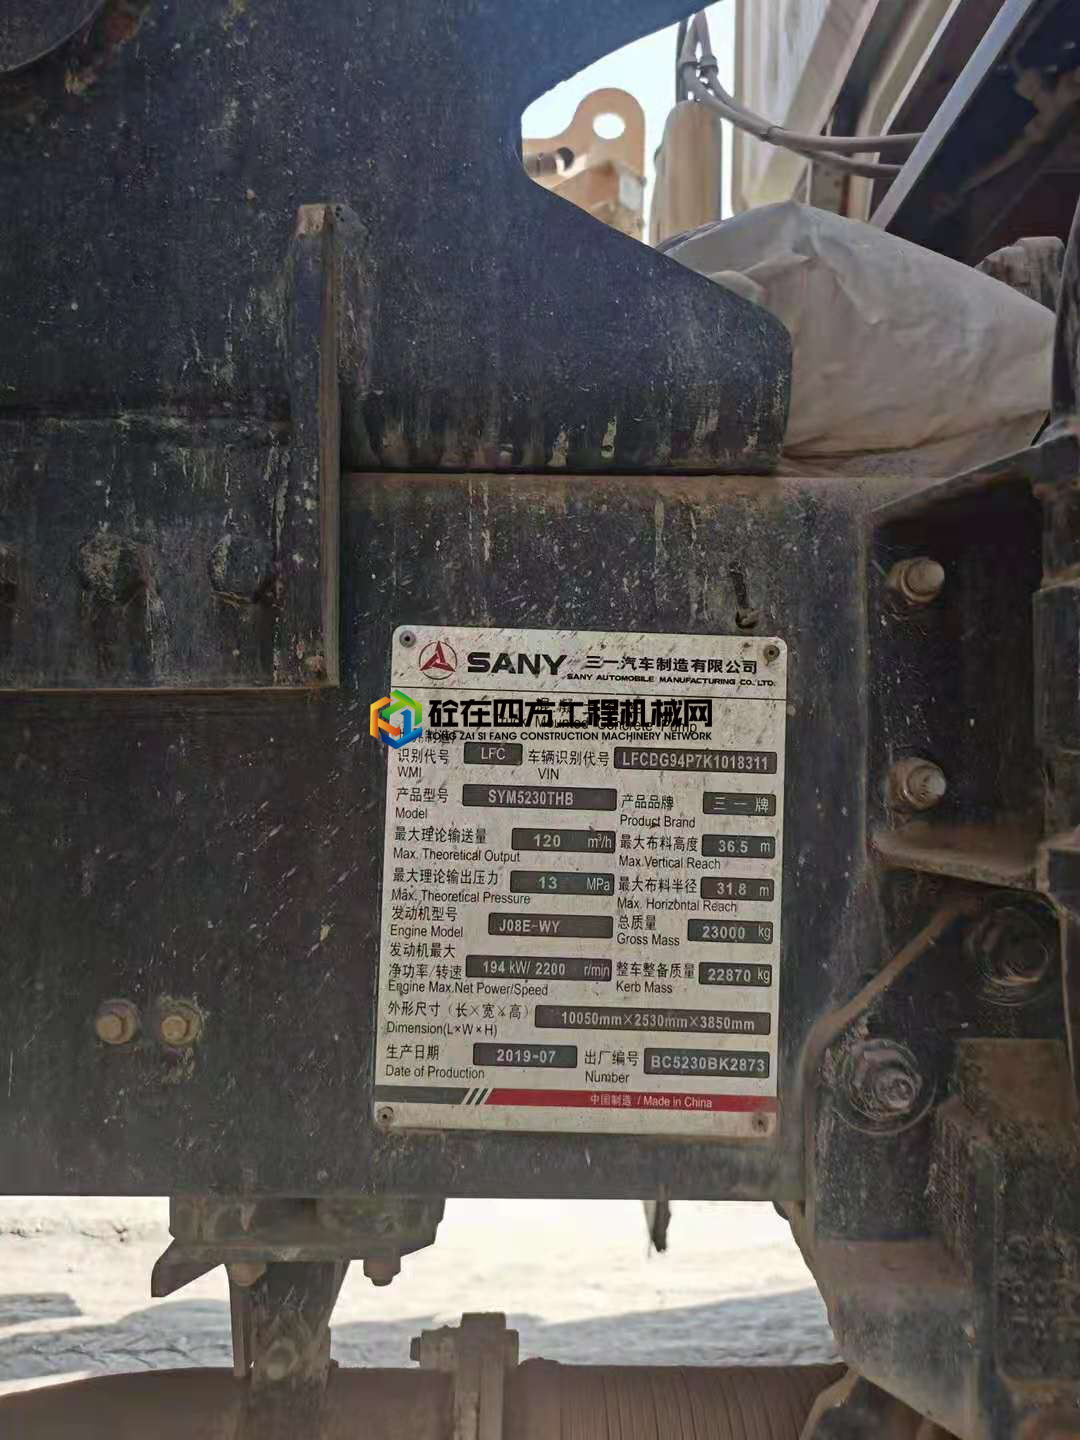 SANY 三一汽车制造有限公司
SANY AUTOMOBILE MANUFACTURING CO.,LTD.
砼在四方工程机械网
TONG ZAI SI FANG CONSTRUCTION MACHINERY NETWORK
Mounted Concrete Pump
识别代号 LFC 车辆识别代号 LFCDG94P7K1018311
WMI VIN
产品型号 SYM5230THB 产品品牌 三一牌
Model Product Brand
最大理论输送量 120 m³/h 最大布料高度 36.5 m
Max. Theoretical Output Max.Vertical Reach
最大理论输出压力 13 MPa 最大布料半径 31.8 m
Max. Theoretical Pressure Max. Horizontal Reach
发动机型号 J08E-WY 总质量 23000 kg
Engine Model Gross Mass
发动机最大
净功率/转速 194 kW/ 2200 r/min 整车整备质量 22870 kg
Engine Max.Net Power/Speed Kerb Mass
外形尺寸（长×宽×高） 10050mm×2530mm×3850mm
Dimension(L×W×H)
生产日期 2019-07 出厂编号 BC5230BK2873
Date of Production Number
中国制造 / Made in China